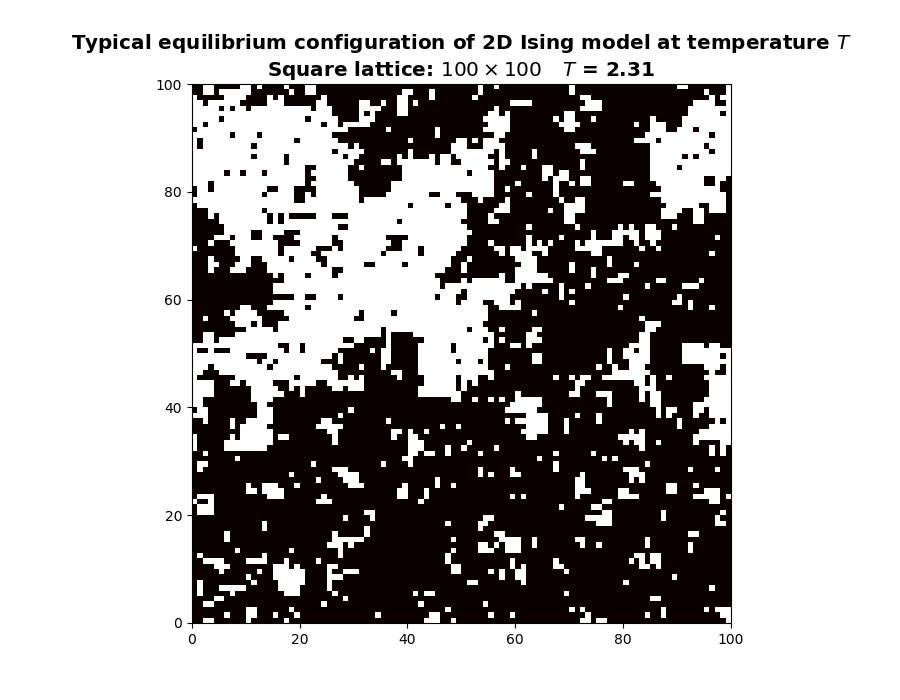 Typical equilibrium configuration of 2D Ising model at temperature T
Square lattice: 100 × 100 T = 2.31
100
80
60
40
20
0
0 20 40 60 80 100